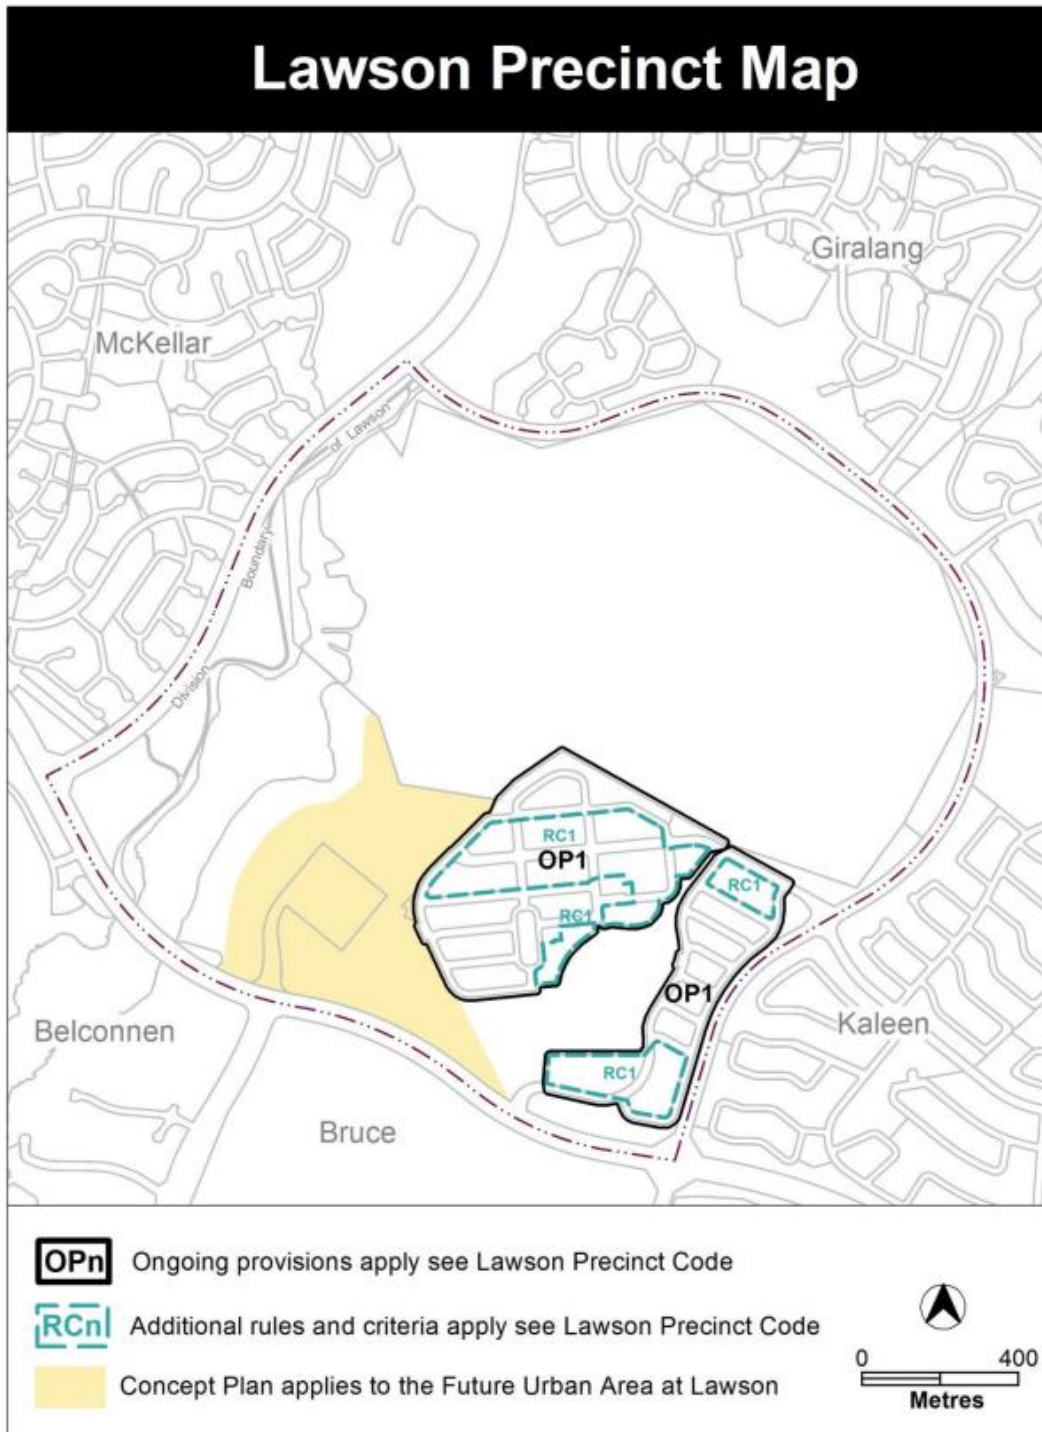 Lawson Precinct Map
Giralang
McKellar
Division Boundary of Lawson
RC1
OP1
RC1
RC1
OP1
RC1
Belconnen
Kaleen
Bruce
OPn Ongoing provisions apply see Lawson Precinct Code
RCn Additional rules and criteria apply see Lawson Precinct Code
Concept Plan applies to the Future Urban Area at Lawson
0 400
Metres